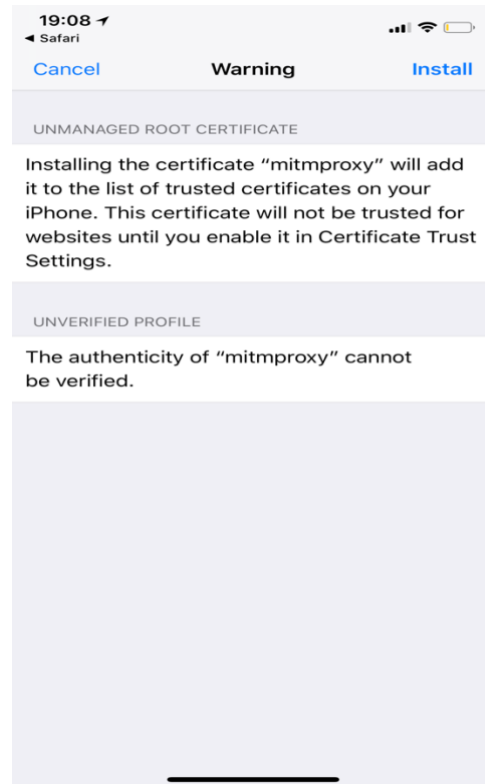 19:08
Safari
Cancel Warning Install
UNMANAGED ROOT CERTIFICATE
Installing the certificate “mitmproxy” will add
it to the list of trusted certificates on your
iPhone. This certificate will not be trusted for
websites until you enable it in Certificate Trust
Settings.
UNVERIFIED PROFILE
The authenticity of “mitmproxy” cannot
be verified.